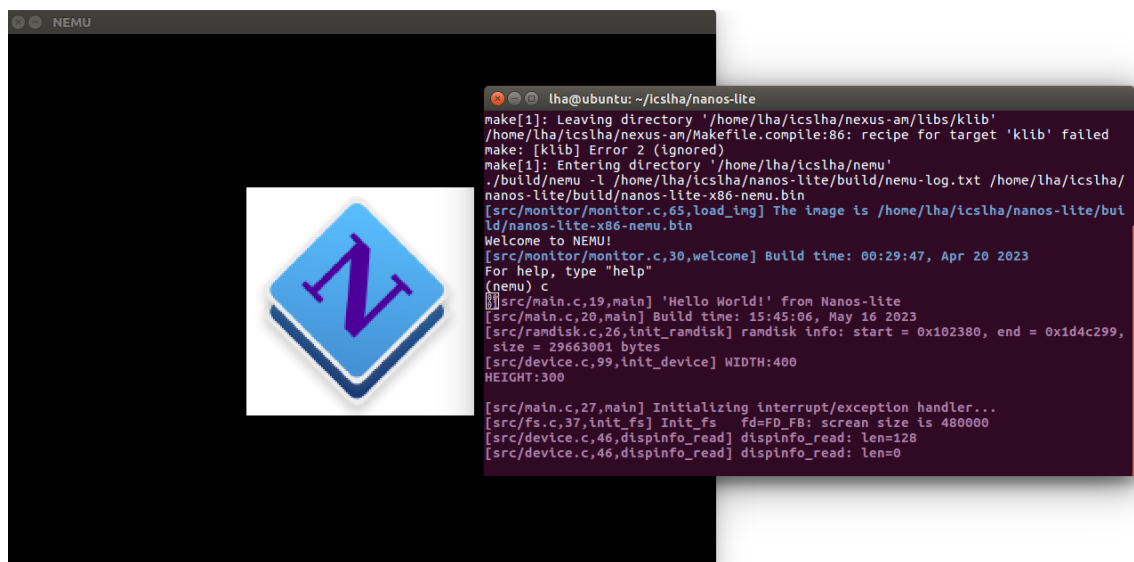 NEMU
N
lha@ubuntu: ~/icslha/nanos-lite
make[1]: Leaving directory '/home/lha/icslha/nexus-am/libs/klib'
/home/lha/icslha/nexus-am/Makefile.compile:86: recipe for target 'klib' failed
make: [klib] Error 2 (ignored)
make[1]: Entering directory '/home/lha/icslha/nemu'
./build/nemu -l /home/lha/icslha/nanos-lite/build/nemu-log.txt /home/lha/icslha/
nanos-lite/build/nanos-lite-x86-nemu.bin
[src/monitor/monitor.c,65,load_img] The image is /home/lha/icslha/nanos-lite/bui
ld/nanos-lite-x86-nemu.bin
Welcome to NEMU!
[src/monitor/monitor.c,30,welcome] Build time: 00:29:47, Apr 20 2023
For help, type "help"
(nemu) c
[src/main.c,19,main] 'Hello World!' from Nanos-lite
[src/main.c,20,main] Build time: 15:45:06, May 16 2023
[src/ramdisk.c,26,init_ramdisk] ramdisk info: start = 0x102380, end = 0x1d4c299,
 size = 29663001 bytes
[src/device.c,99,init_device] WIDTH:400
HEIGHT:300
[src/main.c,27,main] Initializing interrupt/exception handler...
[src/fs.c,37,init_fs] Init_fs   fd=FD_FB: screan size is 480000
[src/device.c,46,dispinfo_read] dispinfo_read: len=128
[src/device.c,46,dispinfo_read] dispinfo_read: len=0